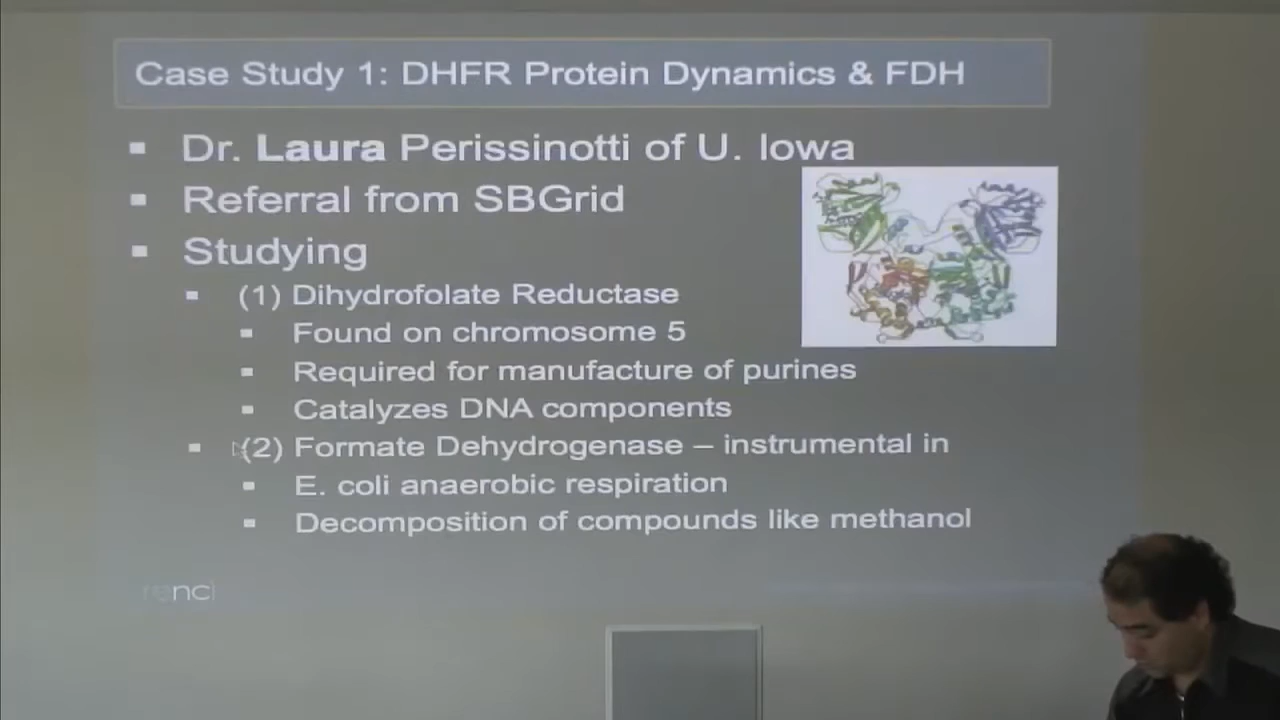 Case Study 1: DHFR Protein Dynamics & FDH
Dr. Laura Perissinotti of U. Iowa
Referral from SBGrid
Studying
(1) Dihydrofolate Reductase
Found on chromosome 5
Required for manufacture of purines
Catalyzes DNA components
(2) Formate Dehydrogenase – instrumental in
E. coli anaerobic respiration
Decomposition of compounds like methanol
renci